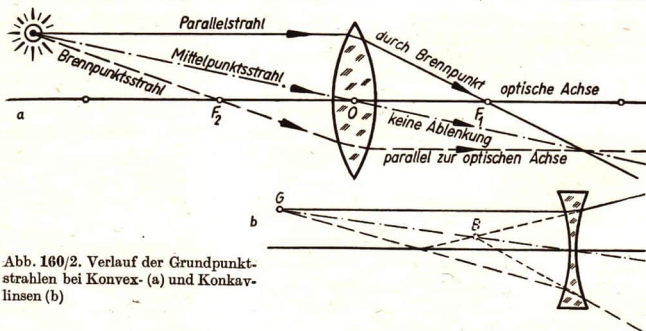 Parallelstrahl
Mittelpunktsstrahl
Brennpunktsstrahl
durch Brennpunkt
optische Achse
a
F2
O
F1
keine Ablenkung
parallel zur optischen Achse
G
b
B
Abb. 160/2. Verlauf der Grundpunkt-
strahlen bei Konvex- (a) und Konkav-
linsen (b)